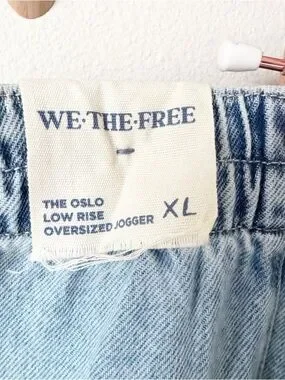 WE·THE·FREE
THE OSLO
LOW RISE
OVERSIZED JOGGER XL